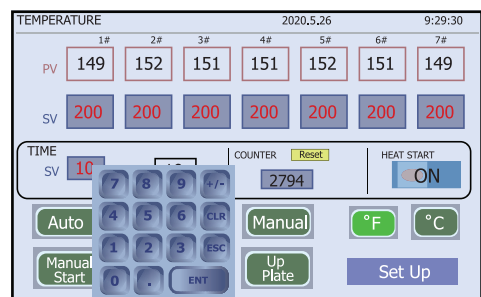 TEMPERATURE 2020.5.26 9:29:30
1# 2# 3# 4# 5# 6# 7#
PV 149 152 151 151 152 151 149
SV 200 200 200 200 200 200 200
TIME COUNTER Reset HEAT START
SV 10 2794 ON
7 8 9 +/-
Auto 4 5 6 CLR Manual °F °C
1 2 3 ESC
Manual Start 0 . ENT Up Plate Set Up